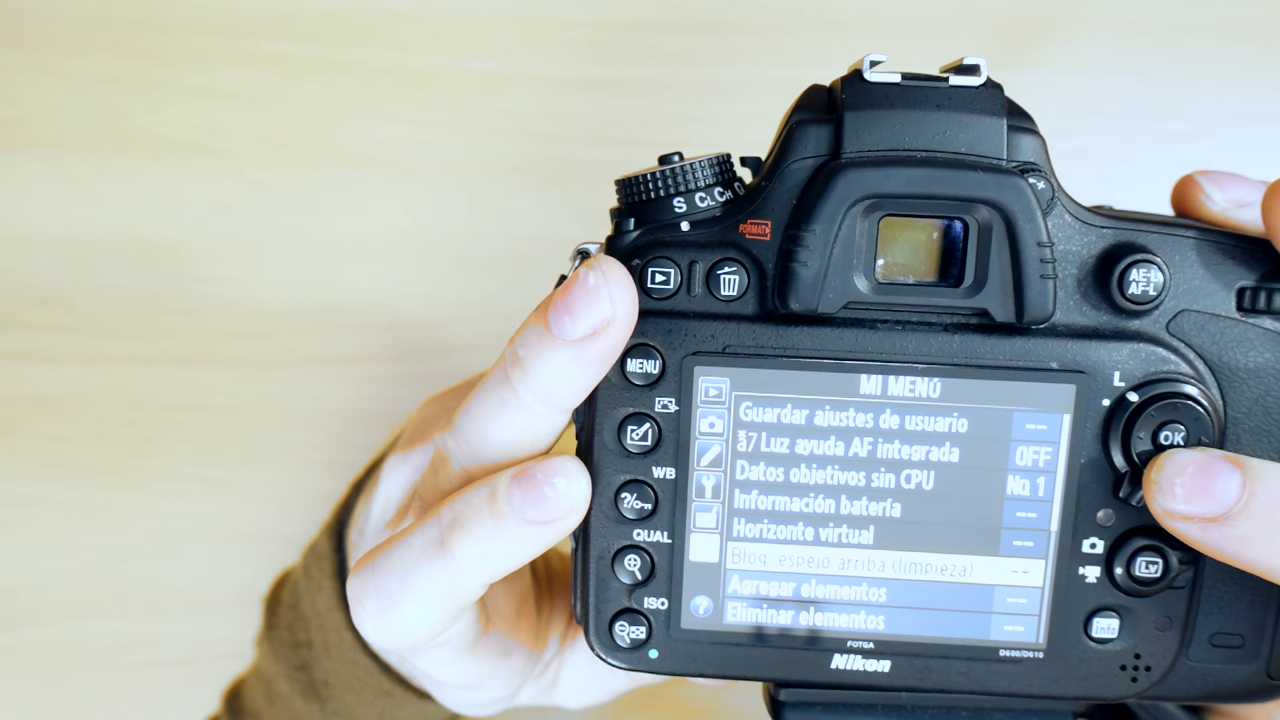 S CL CH Q
FORMAT
AE-L
AF-L
MENU
L
MI MENÚ
Guardar ajustes de usuario ---
a7 Luz ayuda AF integrada OFF
OK
WB
Datos objetivos sin CPU No. 1
?/
Información batería ---
QUAL
Horizonte virtual ---
Bloq. espejo arriba (limpieza) --
Lv
Agregar elementos ---
ISO
?
Eliminar elementos ---
info
FOTGA
D600/D610
Nikon